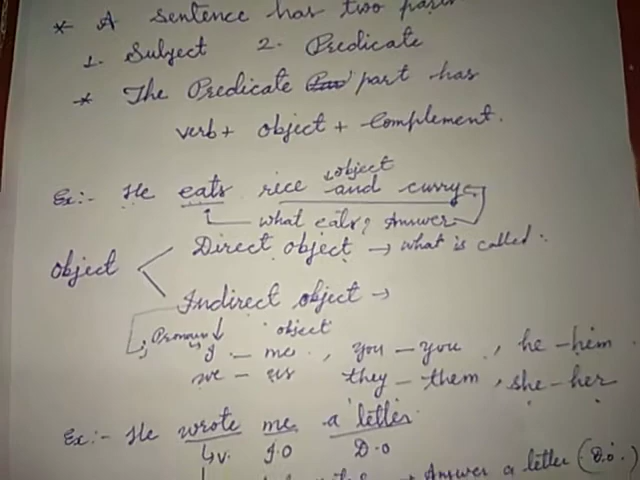 * A sentence has two parts
1. Subject 2. Predicate
* The Predicate part has
verb + object + complement.
object
Ex:- He eats rice and curry
what eats? Answer
Direct object → what is called.
Object
Indirect object →
Pronoun object
I - me, you - you, he - him
we - us they - them, she - her
Ex:- He wrote me a letter
v. I.O D.O
Answer a letter (D.O.)